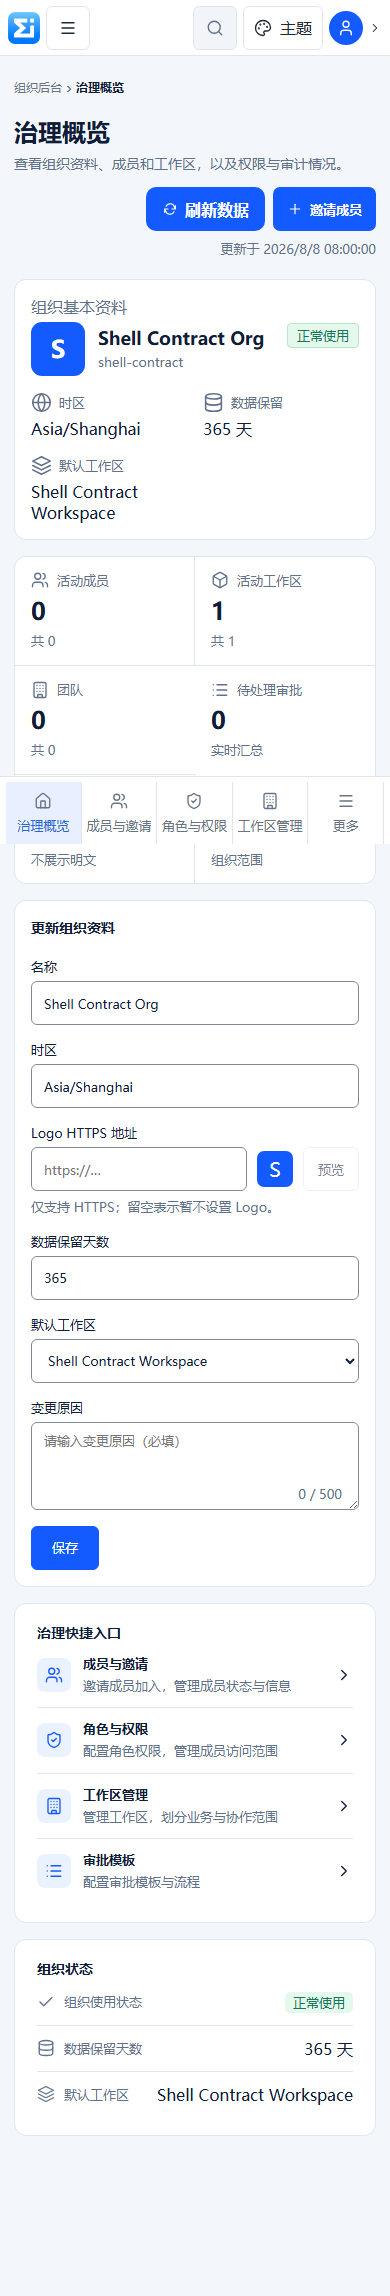 主题
组织后台 › 治理概览
治理概览
查看组织资料、成员和工作区，以及权限与审计情况。
刷新数据
邀请成员
更新于 2026/8/8 08:00:00
组织基本资料
S
Shell Contract Org
正常使用
shell-contract
时区
数据保留
Asia/Shanghai
365 天
默认工作区
Shell Contract
Workspace
活动成员
活动工作区
0
1
共 0
共 1
团队
待处理审批
0
0
共 0
实时汇总
治理概览
成员与邀请
角色与权限
工作区管理
更多
不展示明文
组织范围
更新组织资料
名称
Shell Contract Org
时区
Asia/Shanghai
Logo HTTPS 地址
https://...
S
预览
仅支持 HTTPS；留空表示暂不设置 Logo。
数据保留天数
365
默认工作区
Shell Contract Workspace
变更原因
请输入变更原因（必填）
0 / 500
保存
治理快捷入口
成员与邀请
邀请成员加入，管理成员状态与信息
角色与权限
配置角色权限，管理成员访问范围
工作区管理
管理工作区，划分业务与协作范围
审批模板
配置审批模板与流程
组织状态
组织使用状态
正常使用
数据保留天数
365 天
默认工作区
Shell Contract Workspace